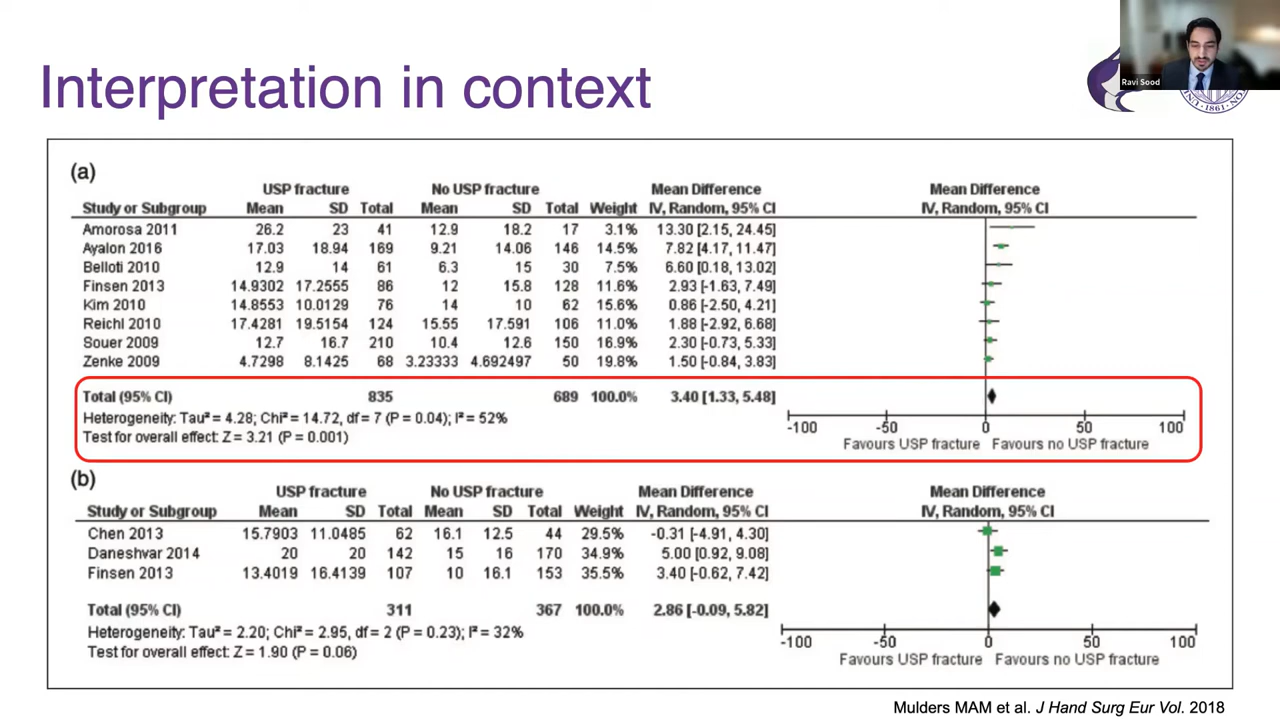 Interpretation in context
Ravi Sood
1861
(a)
USP fracture No USP fracture Mean Difference Mean Difference
Study or Subgroup Mean SD Total Mean SD Total Weight IV, Random, 95% CI IV, Random, 95% CI
Amorosa 2011 26.2 23 41 12.9 18.2 17 3.1% 13.30 [2.15, 24.45]
Ayalon 2016 17.03 18.94 169 9.21 14.06 146 14.5% 7.82 [4.17, 11.47]
Belloti 2010 12.9 14 61 6.3 15 30 7.5% 6.60 [0.18, 13.02]
Finsen 2013 14.9302 17.2555 86 12 15.8 128 11.6% 2.93 [-1.63, 7.49]
Kim 2010 14.8553 10.0129 76 14 10 62 15.6% 0.86 [-2.50, 4.21]
Reichl 2010 17.4281 19.5154 124 15.55 17.591 106 11.0% 1.88 [-2.92, 6.68]
Souer 2009 12.7 16.7 210 10.4 12.6 150 16.9% 2.30 [-0.73, 5.33]
Zenke 2009 4.7298 8.1425 68 3.23333 4.692497 50 19.8% 1.50 [-0.84, 3.83]
Total (95% CI) 835 689 100.0% 3.40 [1.33, 5.48]
Heterogeneity: Tau² = 4.28; Chi² = 14.72, df = 7 (P = 0.04); I² = 52%
Test for overall effect: Z = 3.21 (P = 0.001)
-100 -50 0 50 100
Favours USP fracture Favours no USP fracture
(b)
USP fracture No USP fracture Mean Difference Mean Difference
Study or Subgroup Mean SD Total Mean SD Total Weight IV, Random, 95% CI IV, Random, 95% CI
Chen 2013 15.7903 11.0485 62 16.1 12.5 44 29.5% -0.31 [-4.91, 4.30]
Daneshvar 2014 20 20 142 15 16 170 34.9% 5.00 [0.92, 9.08]
Finsen 2013 13.4019 16.4139 107 10 16.1 153 35.5% 3.40 [-0.62, 7.42]
Total (95% CI) 311 367 100.0% 2.86 [-0.09, 5.82]
Heterogeneity: Tau² = 2.20; Chi² = 2.95, df = 2 (P = 0.23); I² = 32%
Test for overall effect: Z = 1.90 (P = 0.06)
-100 -50 0 50 100
Favours USP fracture Favours no USP fracture
Mulders MAM et al. J Hand Surg Eur Vol. 2018